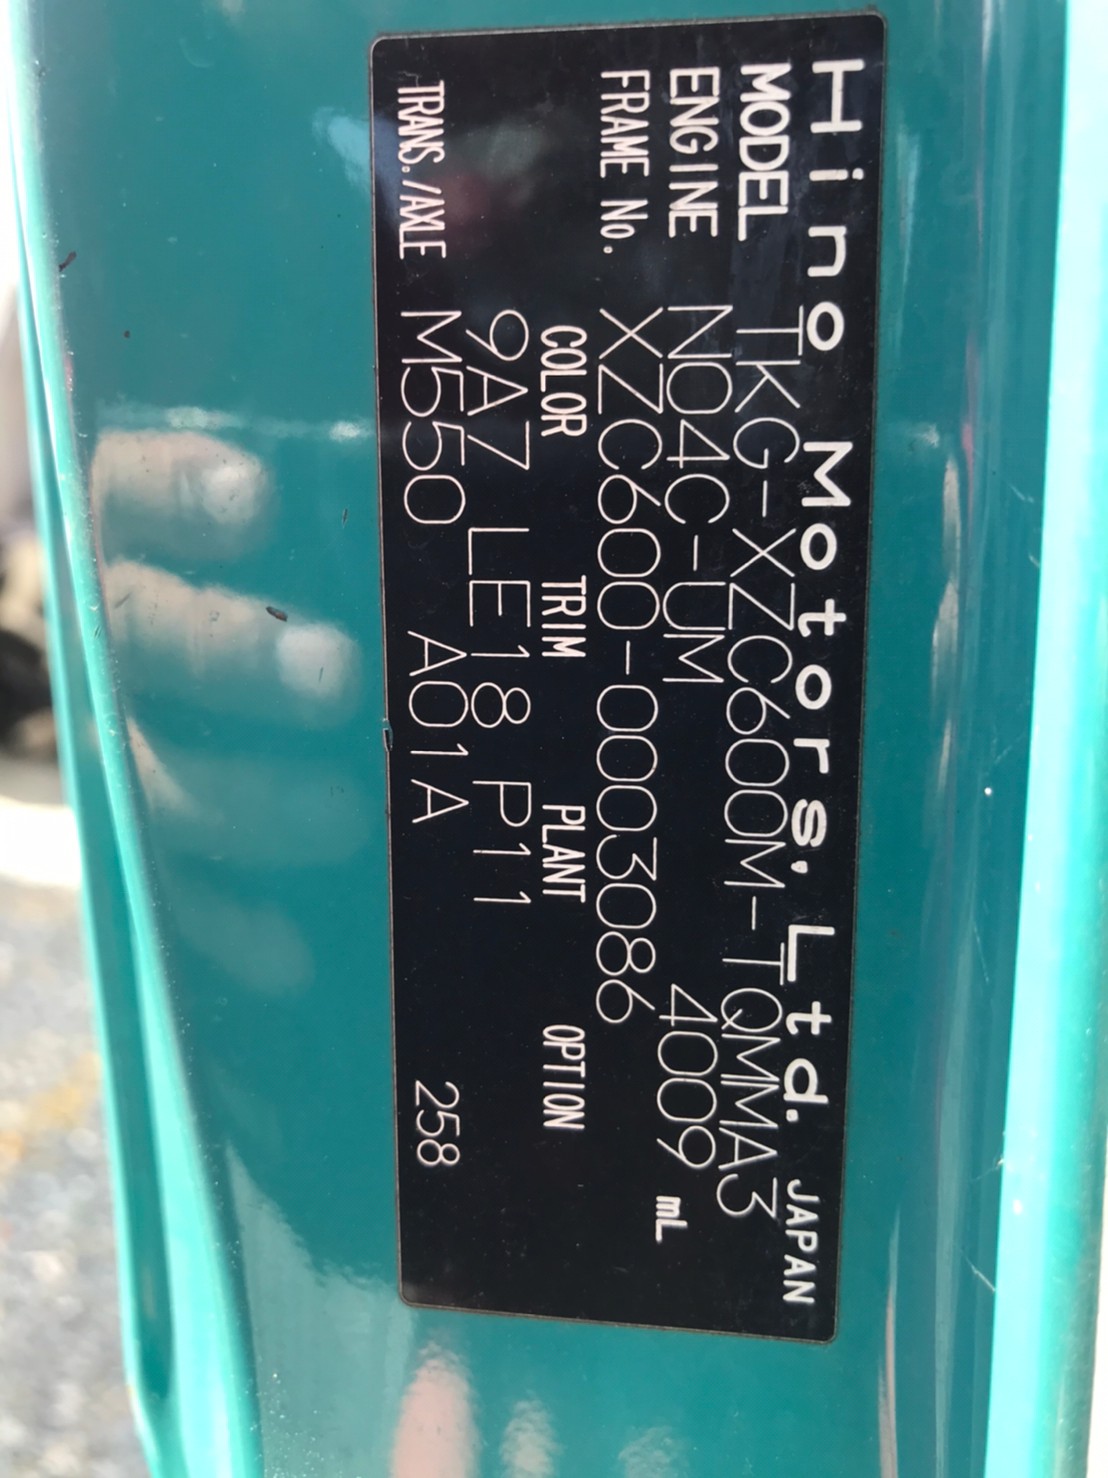 Hino Motors, Ltd. JAPAN
MODEL TKG-XZC600M-TQMMA3
ENGINE N04C-UM 4009 mL
FRAME No. XZC600-0003086
COLOR TRIM PLANT OPTION
9A7 LE18 P11
TRANS./AXLE M550 A01A 258